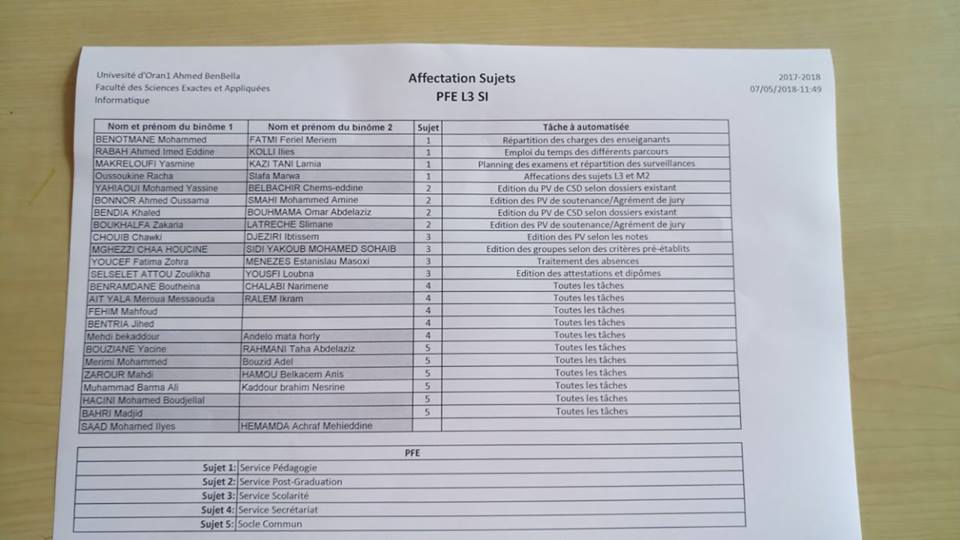 Univesité d'Oran1 Ahmed BenBella
Faculté des Sciences Exactes et Appliquées
Informatique
Affectation Sujets
PFE L3 SI
2017-2018
07/05/2018-11:49
Nom et prénom du binôme 1 Nom et prénom du binôme 2 Sujet Tâche à automatisée
BENOTMANE Mohammed FATMI Feriel Meriem 1 Répartition des charges des enseiganants
RABAH Ahmed Imed Eddine KOLLI Ilies 1 Emploi du temps des différents parcours
MAKRELOUFI Yasmine KAZI TANI Lamia 1 Planning des examens et répartition des surveillances
Oussoukine Racha Slafa Marwa 1 Affecations des sujets L3 et M2
YAHIAOUI Mohamed Yassine BELBACHIR Chems-eddine 2 Edition du PV de CSD selon dossiers existant
BONNOR Ahmed Oussama SMAHI Mohammed Amine 2 Edition des PV de soutenance/Agrément de jury
BENDIA Khaled BOUHMAMA Omar Abdelaziz 2 Edition du PV de CSD selon dossiers existant
BOUKHALFA Zakaria LATRECHE Slimane 2 Edition des PV de soutenance/Agrément de jury
CHOUIB Chawki DJEZIRI Ibtissem 3 Edition des PV selon les notes
MGHEZZI CHAA HOUCINE SIDI YAKOUB MOHAMED SOHAIB 3 Edition des groupes selon des critères pré-établits
YOUCEF Fatima Zohra MENEZES Estanislau Masoxi 3 Traitement des absences
SELSELET ATTOU Zoulikha YOUSFI Loubna 3 Edition des attestations et dipômes
BENRAMDANE Boutheina CHALABI Narimene 4 Toutes les tâches
AIT YALA Meroua Messaouda RALEM Ikram 4 Toutes les tâches
FEHIM Mahfoud 4 Toutes les tâches
BENTRIA Jihed 4 Toutes les tâches
Mehdi bekaddour Andelo mata horly 4 Toutes les tâches
BOUZIANE Yacine RAHMANI Taha Abdelaziz 5 Toutes les tâches
Merimi Mohammed Bouzid Adel 5 Toutes les tâches
ZAROUR Mahdi HAMOU Belkacem Anis 5 Toutes les tâches
Muhammad Barma Ali Kaddour brahim Nesrine 5 Toutes les tâches
HACINI Mohamed Boudjellal 5 Toutes les tâches
BAHRI Madjid 5 Toutes les tâches
SAAD Mohamed Ilyes HEMAMDA Achraf Mehieddine
PFE
Sujet 1: Service Pédagogie
Sujet 2: Service Post-Graduation
Sujet 3: Service Scolarité
Sujet 4: Service Secrétariat
Sujet 5: Socle Commun